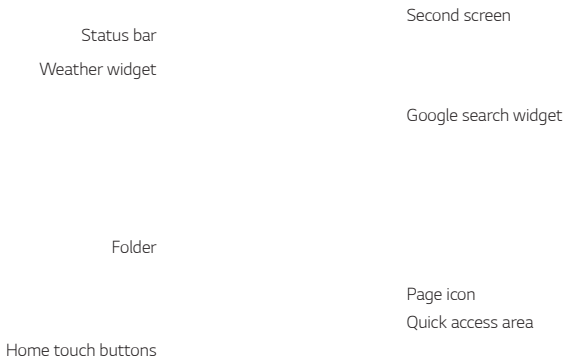 Second screen
Status bar
Weather widget
Google search widget
Folder
Page icon
Quick access area
Home touch buttons